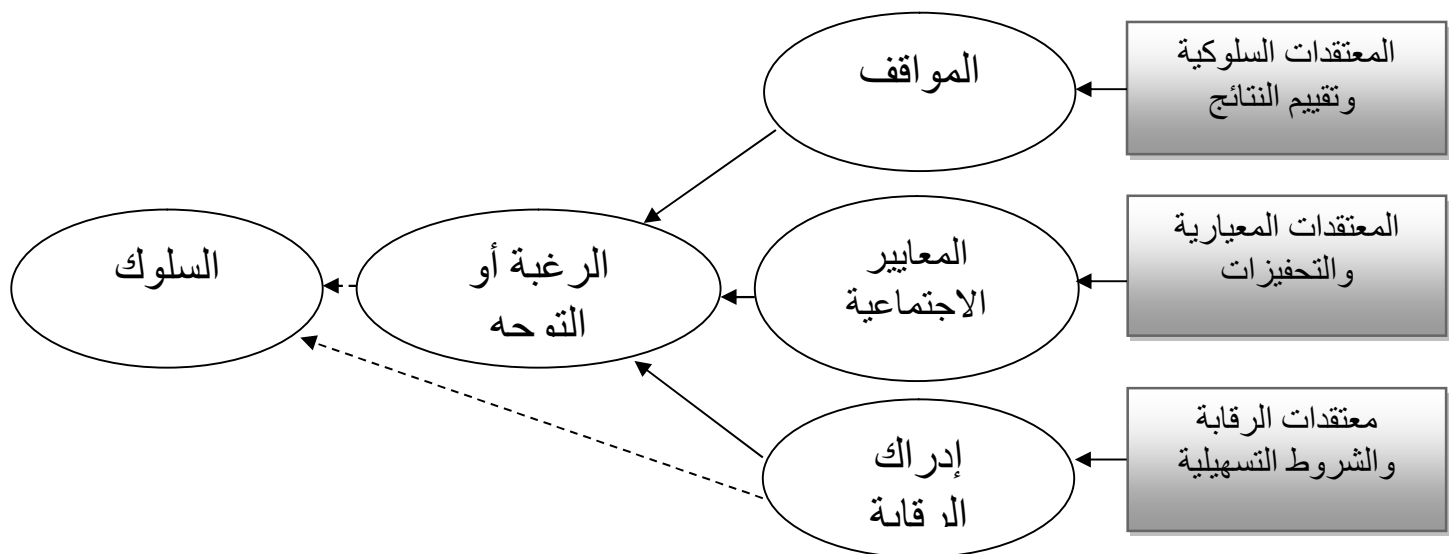 المعتقدات السلوكية
وتقييم النتائج
المواقف
المعتقدات المعيارية
والتحفيزات
المعايير
الاجتماعية
الرغبة أو
التوجه
السلوك
معتقدات الرقابة
والشروط التسهيلية
إدراك
الرقابة